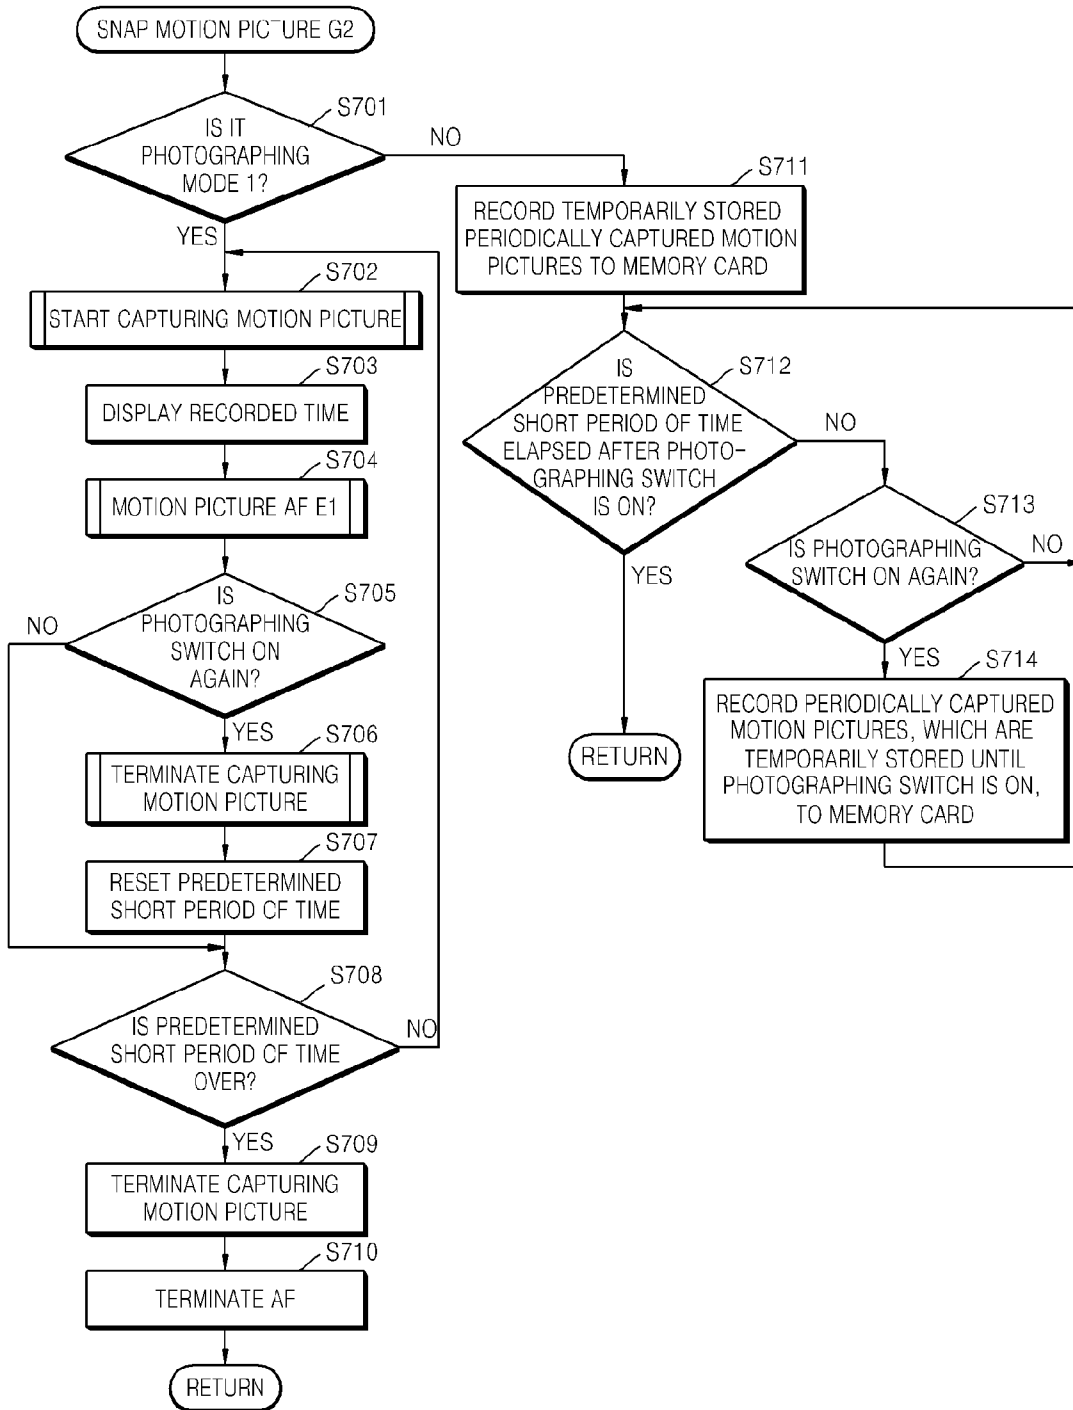 SNAP MOTION PICTURE G2
S701
IS IT
PHOTOGRAPHING
MODE 1?
NO
YES
S702
START CAPTURING MOTION PICTURE
S703
DISPLAY RECORDED TIME
S704
MOTION PICTURE AF E1
S705
IS
PHOTOGRAPHING
SWITCH ON
AGAIN?
NO
YES
S706
TERMINATE CAPTURING
MOTION PICTURE
S707
RESET PREDETERMINED
SHORT PERIOD OF TIME
S708
IS PREDETERMINED
SHORT PERIOD OF TIME
OVER?
NO
YES
S709
TERMINATE CAPTURING
MOTION PICTURE
S710
TERMINATE AF
RETURN
S711
RECORD TEMPORARILY STORED
PERIODICALLY CAPTURED MOTION
PICTURES TO MEMORY CARD
S712
IS
PREDETERMINED
SHORT PERIOD OF TIME
ELAPSED AFTER PHOTO-
GRAPHING SWITCH
IS ON?
NO
YES
RETURN
S713
IS PHOTOGRAPHING
SWITCH ON AGAIN?
NO
YES
S714
RECORD PERIODICALLY CAPTURED
MOTION PICTURES, WHICH ARE
TEMPORARILY STORED UNTIL
PHOTOGRAPHING SWITCH IS ON,
TO MEMORY CARD